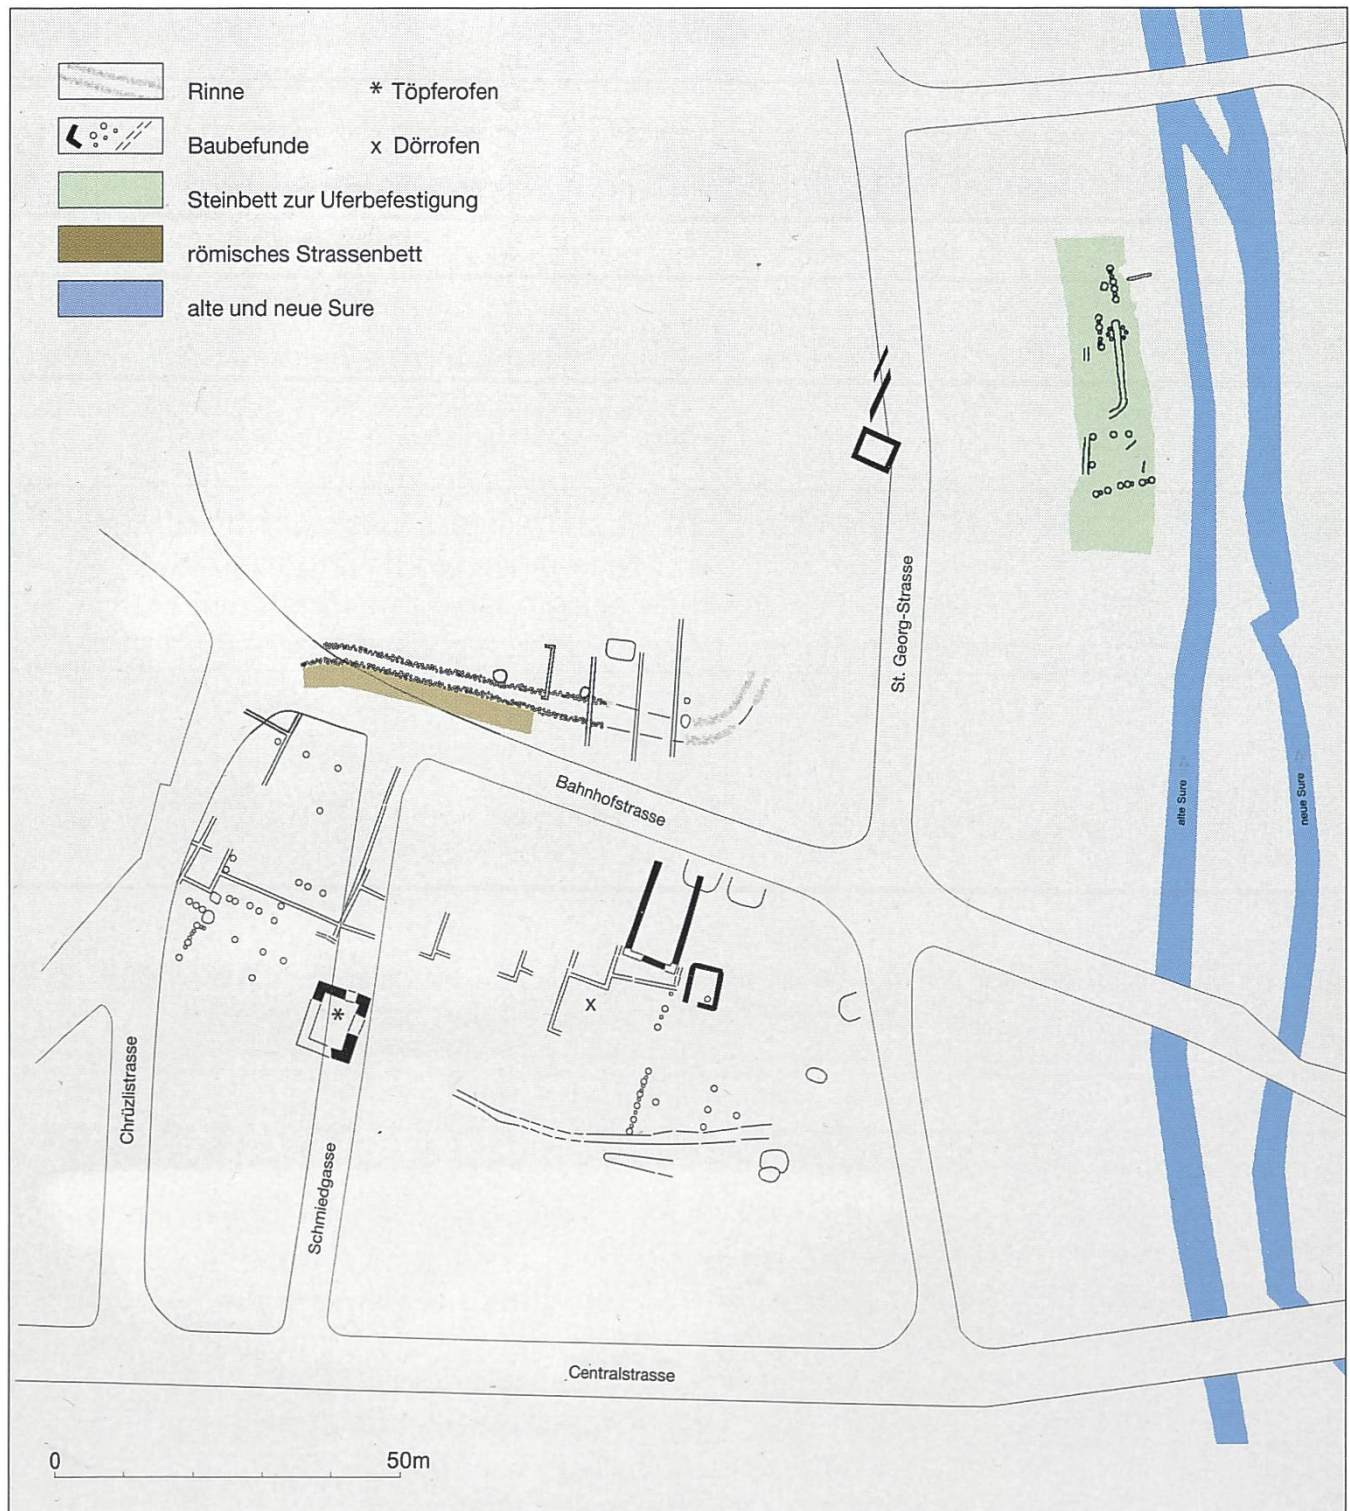 Rinne
* Töpferofen
Baubefunde
x Dörrofen
Steinbett zur Uferbefestigung
römisches Strassenbett
alte und neue Sure
St. Georg-Strasse
Bahnhofstrasse
alte Sure
neue Sure
x
*
Chrüzlistrasse
Schmiedgasse
Centralstrasse
0 50m